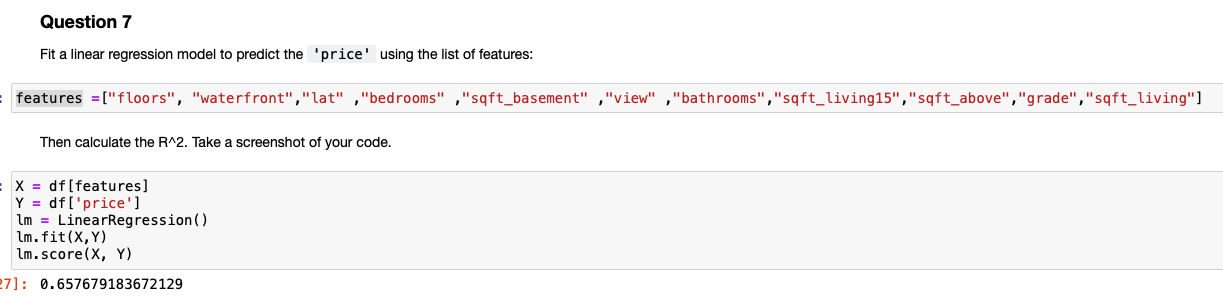 Question 7
Fit a linear regression model to predict the 'price' using the list of features:
: features =["floors", "waterfront","lat" ,"bedrooms" ,"sqft_basement" ,"view" ,"bathrooms","sqft_living15","sqft_above","grade","sqft_living"]
Then calculate the R^2. Take a screenshot of your code.
: X = df[features]
Y = df['price']
lm = LinearRegression()
lm.fit(X,Y)
lm.score(X, Y)
27]: 0.657679183672129